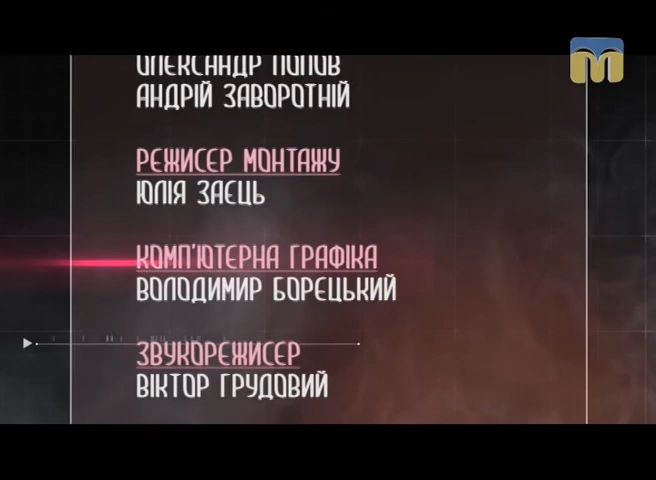 ОЛЕКСАНДР ПОПОВ
АНДРІЙ ЗАВОРОТНІЙ
РЕЖИСЕР МОНТАЖУ
ЮЛІЯ ЗАЄЦЬ
КОМП'ЮТЕРНА ГРАФІКА
ВОЛОДИМИР БОРЕЦЬКИЙ
ЗВУКОРЕЖИСЕР
ВІКТОР ГРУДОВИЙ